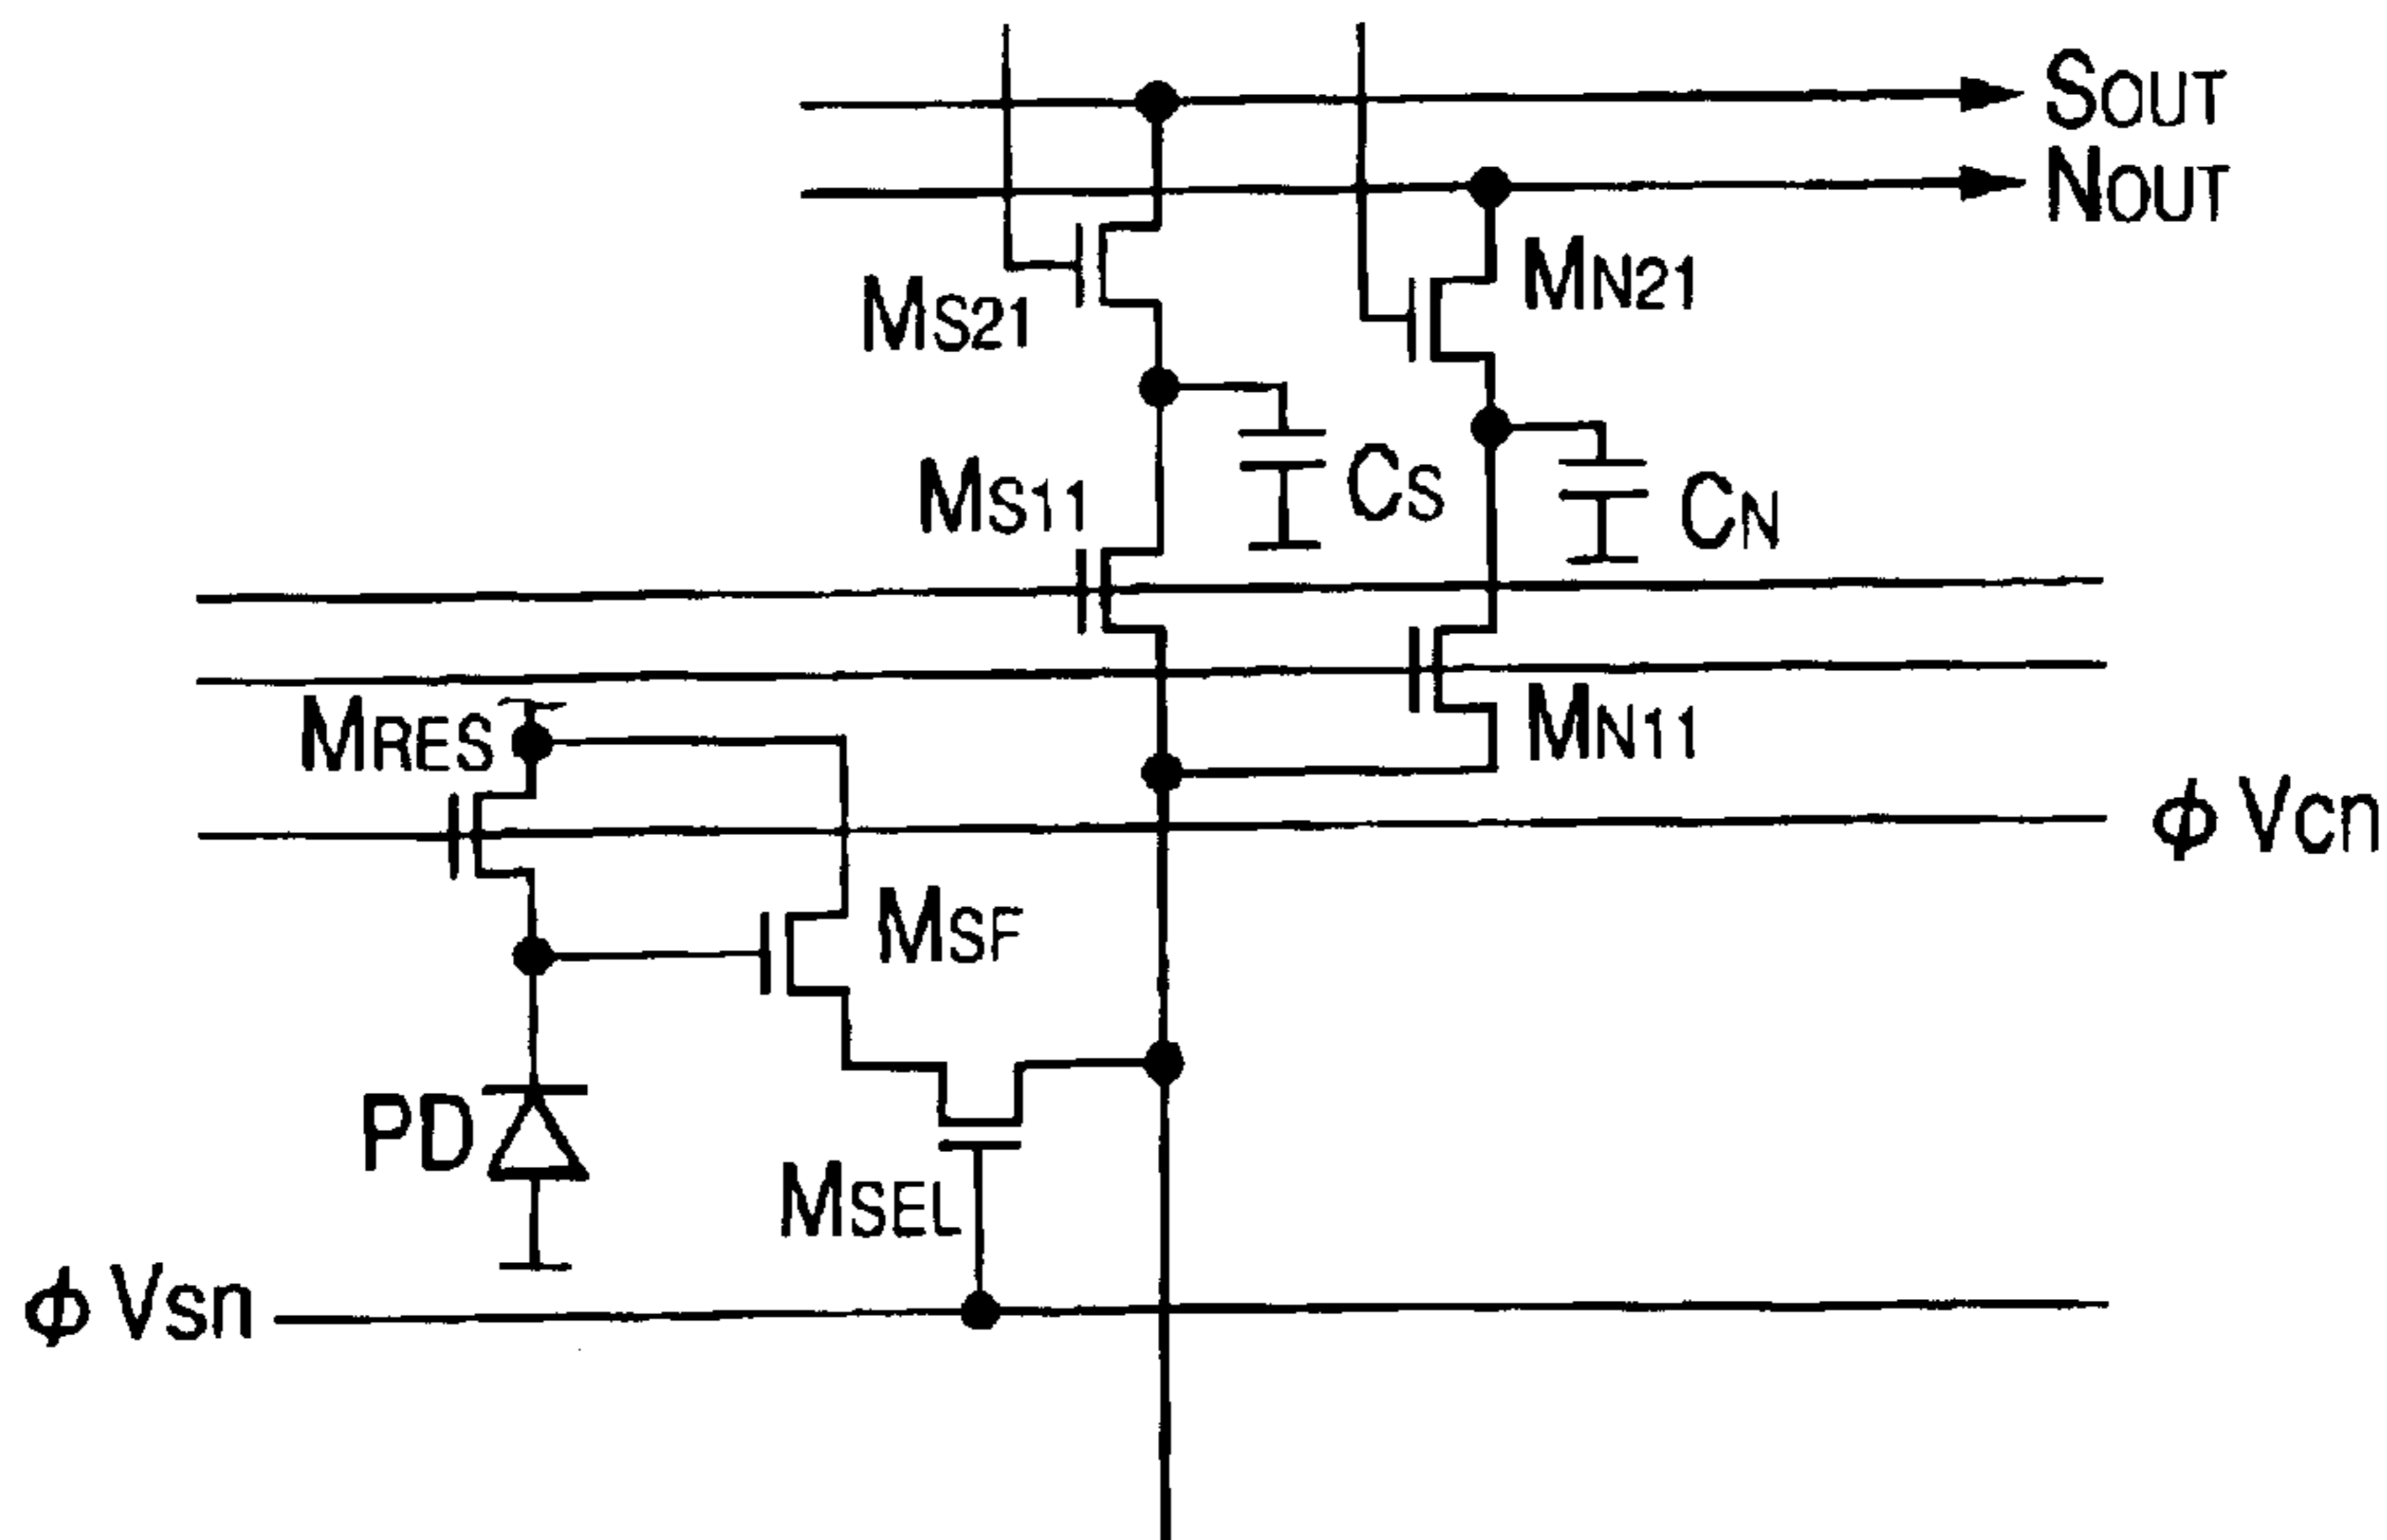 SOUT
NOUT
MN21
MS21
CS
MS11
CN
MRES
MN11
ϕ Vcn
MSF
PD
MSEL
ϕ Vsn